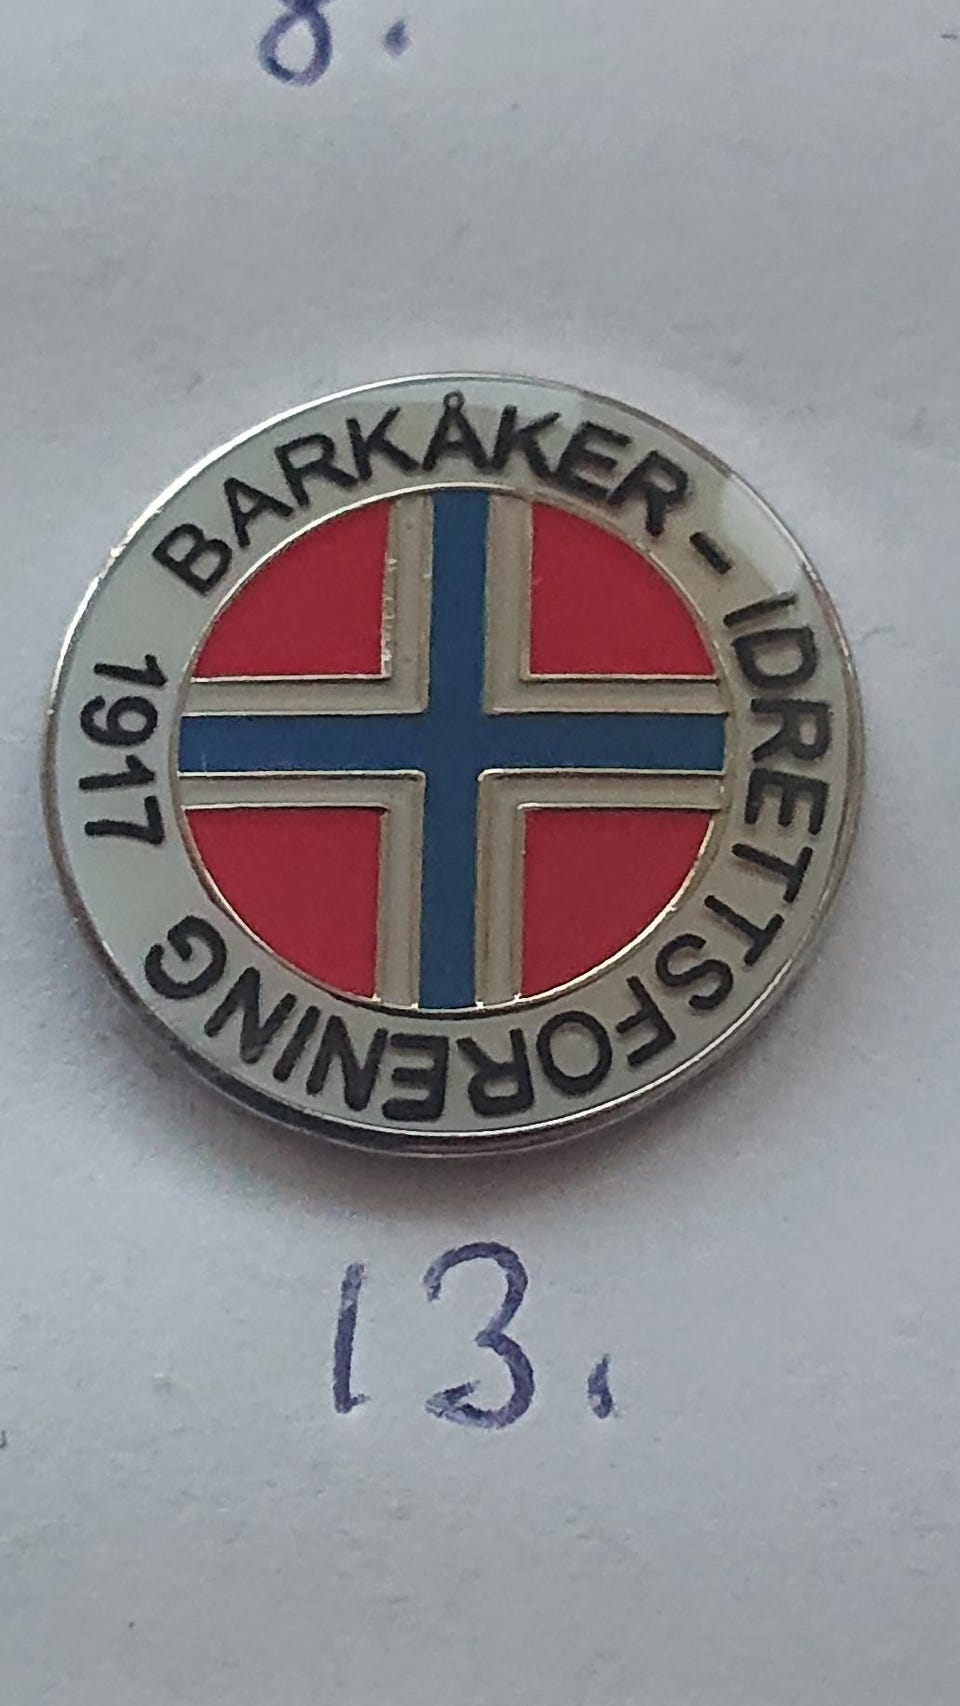 8.
BARKÅKER - IDRETTSFORENING 1917
13.